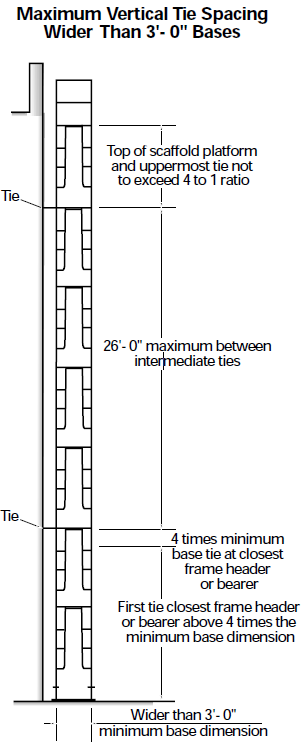 Maximum Vertical Tie Spacing
Wider Than 3'- 0" Bases
Top of scaffold platform
and uppermost tie not
to exceed 4 to 1 ratio
Tie
26'- 0" maximum between
intermediate ties
Tie
4 times minimum
base tie at closest
frame header
or bearer
First tie closest frame header
or bearer above 4 times the
minimum base dimension
Wider than 3'- 0"
minimum base dimension